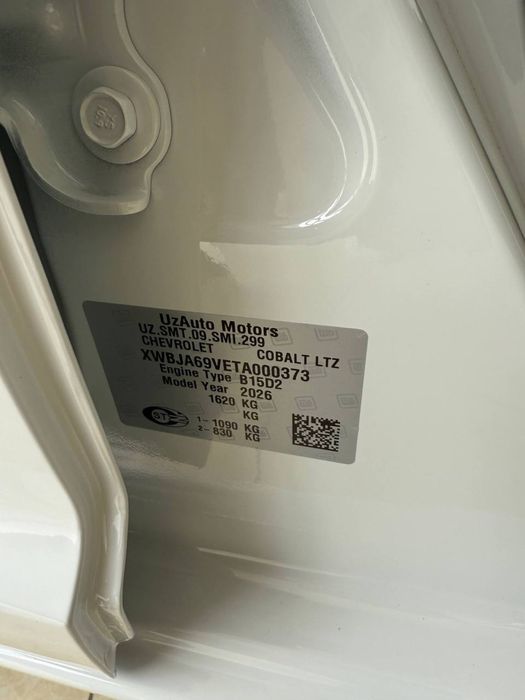 UzAuto Motors
UZ.SMT.09.SMI.299
CHEVROLET COBALT LTZ
XWBJA69VETA000373
Engine Type B15D2
Model Year 2026
1620 KG
KG
1- 1090 KG
2- 830 KG
ST